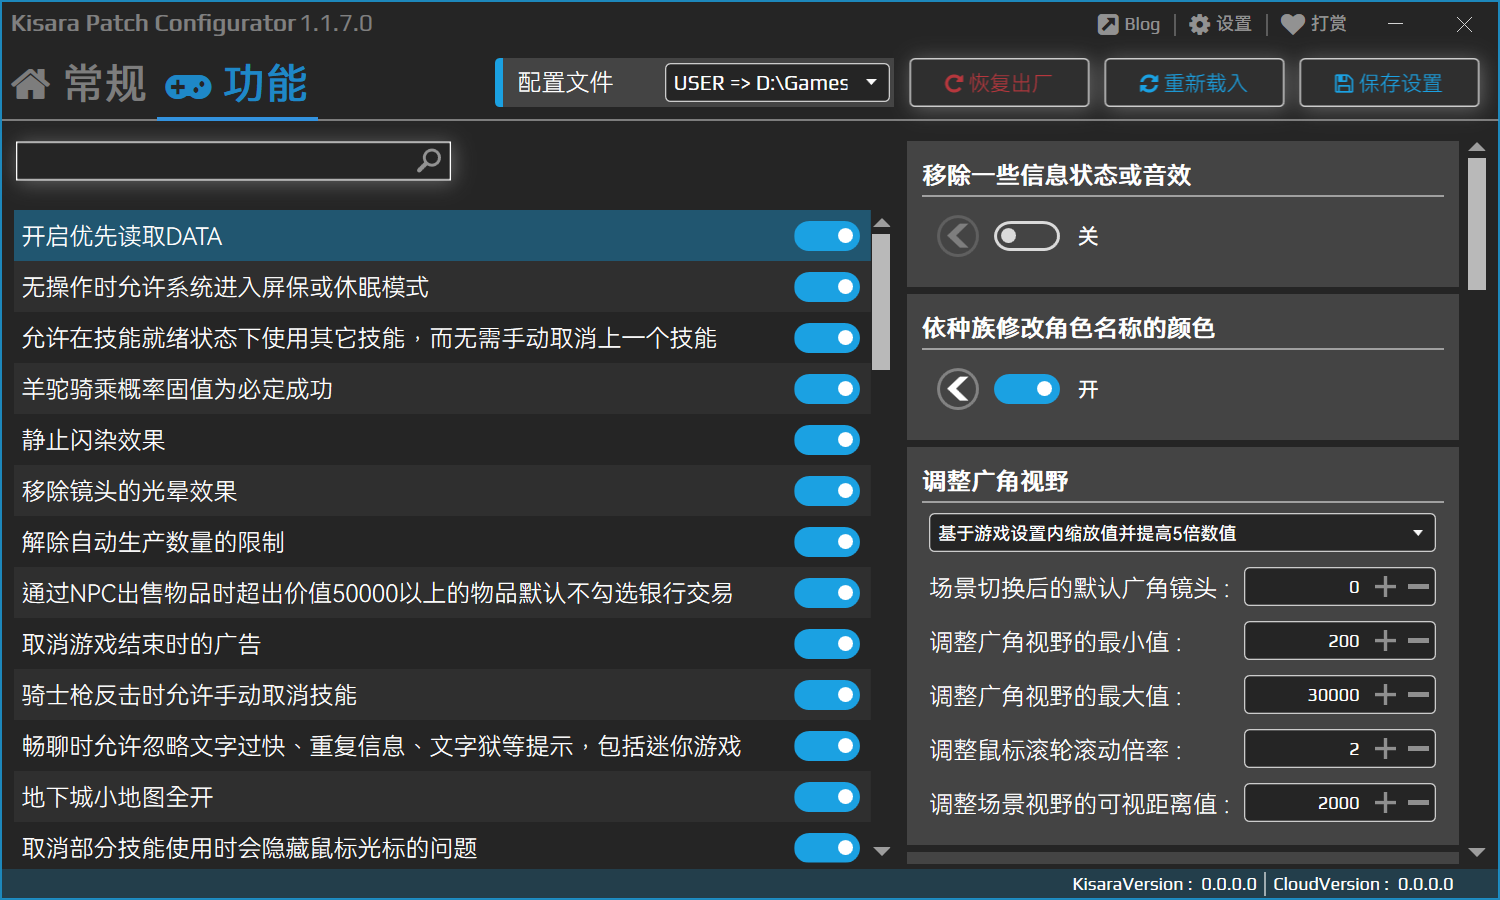 Kisara Patch Configurator 1.1.7.0
Blog
设置
打赏
常规
功能
配置文件
USER => D:\Games
恢复出厂
重新载入
保存设置
开启优先读取DATA
无操作时允许系统进入屏保或休眠模式
允许在技能就绪状态下使用其它技能，而无需手动取消上一个技能
羊驼骑乘概率固值为必定成功
静止闪染效果
移除镜头的光晕效果
解除自动生产数量的限制
通过NPC出售物品时超出价值50000以上的物品默认不勾选银行交易
取消游戏结束时的广告
骑士枪反击时允许手动取消技能
畅聊时允许忽略文字过快、重复信息、文字狱等提示，包括迷你游戏
地下城小地图全开
取消部分技能使用时会隐藏鼠标光标的问题
移除一些信息状态或音效
关
依种族修改角色名称的颜色
开
调整广角视野
基于游戏设置内缩放值并提高5倍数值
场景切换后的默认广角镜头： 0
调整广角视野的最小值： 200
调整广角视野的最大值： 30000
调整鼠标滚轮滚动倍率： 2
调整场景视野的可视距离值： 2000
KisaraVersion : 0.0.0.0
CloudVersion : 0.0.0.0